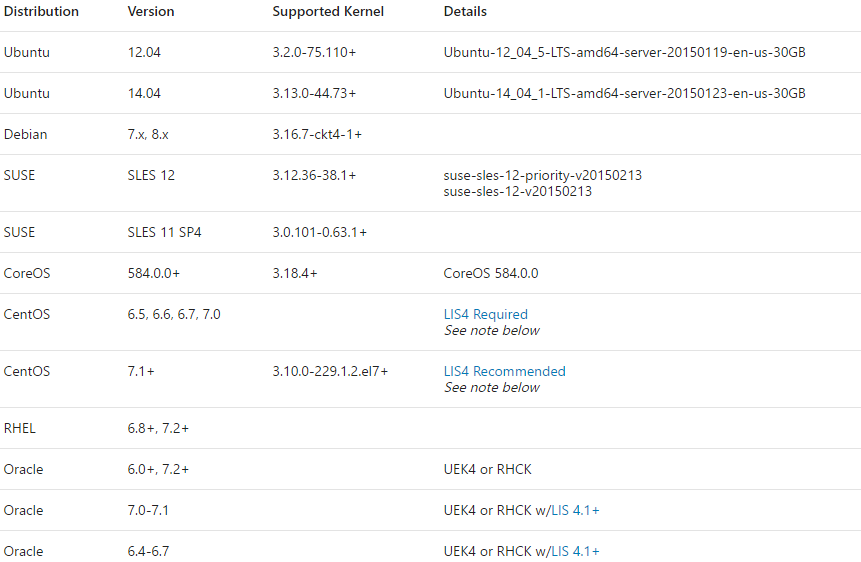 Distribution Version Supported Kernel Details
Ubuntu 12.04 3.2.0-75.110+ Ubuntu-12_04_5-LTS-amd64-server-20150119-en-us-30GB
Ubuntu 14.04 3.13.0-44.73+ Ubuntu-14_04_1-LTS-amd64-server-20150123-en-us-30GB
Debian 7.x, 8.x 3.16.7-ckt4-1+
SUSE SLES 12 3.12.36-38.1+ suse-sles-12-priority-v20150213
suse-sles-12-v20150213
SUSE SLES 11 SP4 3.0.101-0.63.1+
CoreOS 584.0.0+ 3.18.4+ CoreOS 584.0.0
CentOS 6.5, 6.6, 6.7, 7.0 LIS4 Required
See note below
CentOS 7.1+ 3.10.0-229.1.2.el7+ LIS4 Recommended
See note below
RHEL 6.8+, 7.2+
Oracle 6.0+, 7.2+ UEK4 or RHCK
Oracle 7.0-7.1 UEK4 or RHCK w/LIS 4.1+
Oracle 6.4-6.7 UEK4 or RHCK w/LIS 4.1+